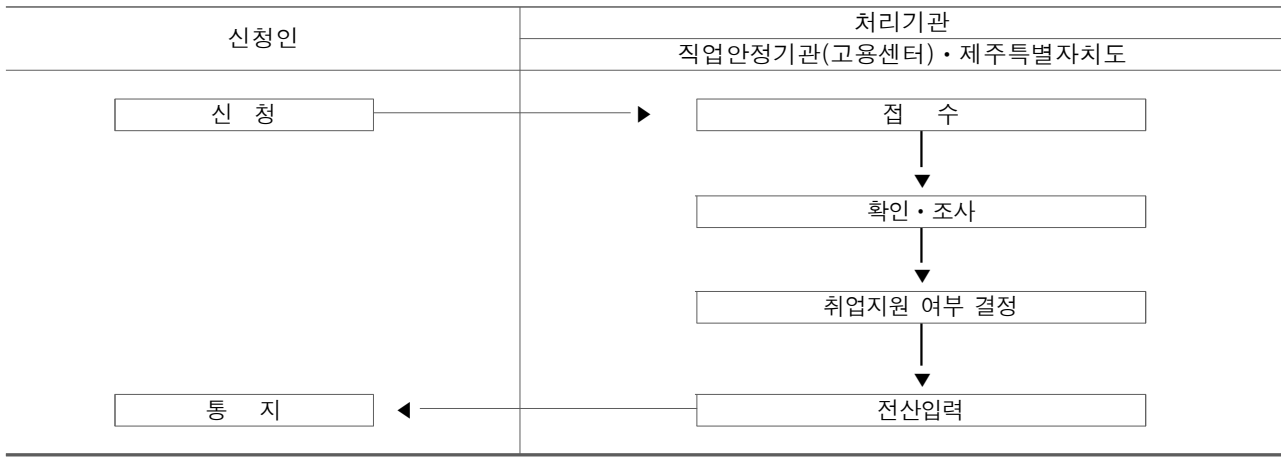 신청인
처리기관
직업안정기관(고용센터)・제주특별자치도
신 청
접 수
확인・조사
취업지원 여부 결정
통 지
전산입력